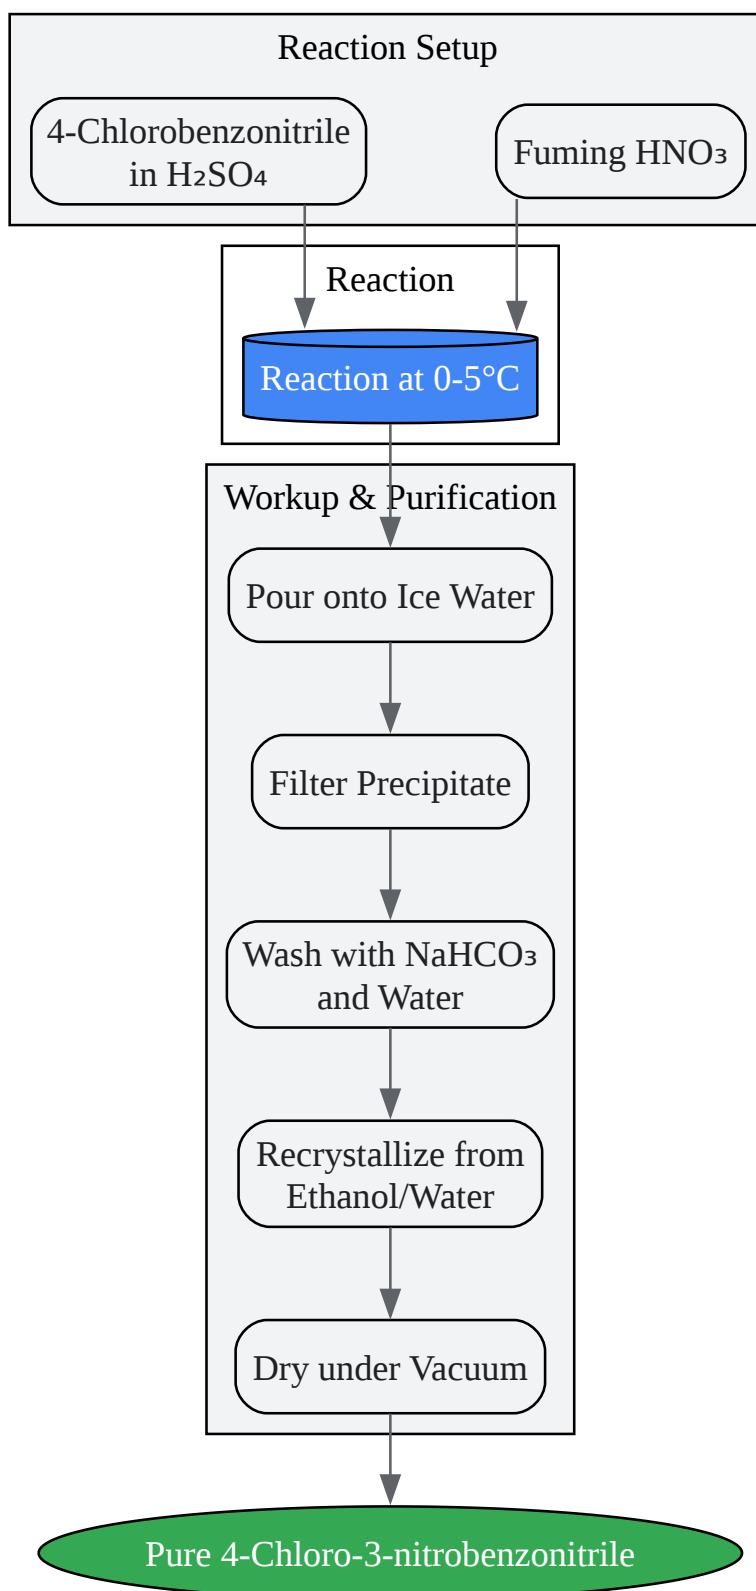 Reaction Setup
4-Chlorobenzonitrile
in H₂SO₄
Fuming HNO₃
Reaction
Reaction at 0-5°C
Workup & Purification
Pour onto Ice Water
Filter Precipitate
Wash with NaHCO₃
and Water
Recrystallize from
Ethanol/Water
Dry under Vacuum
Pure 4-Chloro-3-nitrobenzonitrile